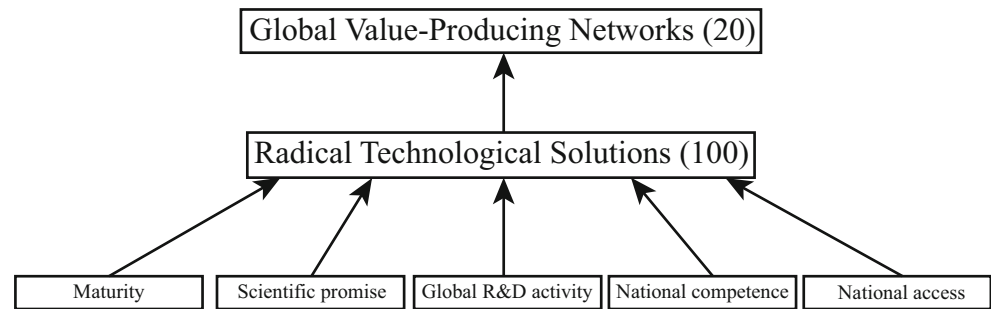 Global Value-Producing Networks (20)
Radical Technological Solutions (100)
Maturity
Scientific promise
Global R&D activity
National competence
National access